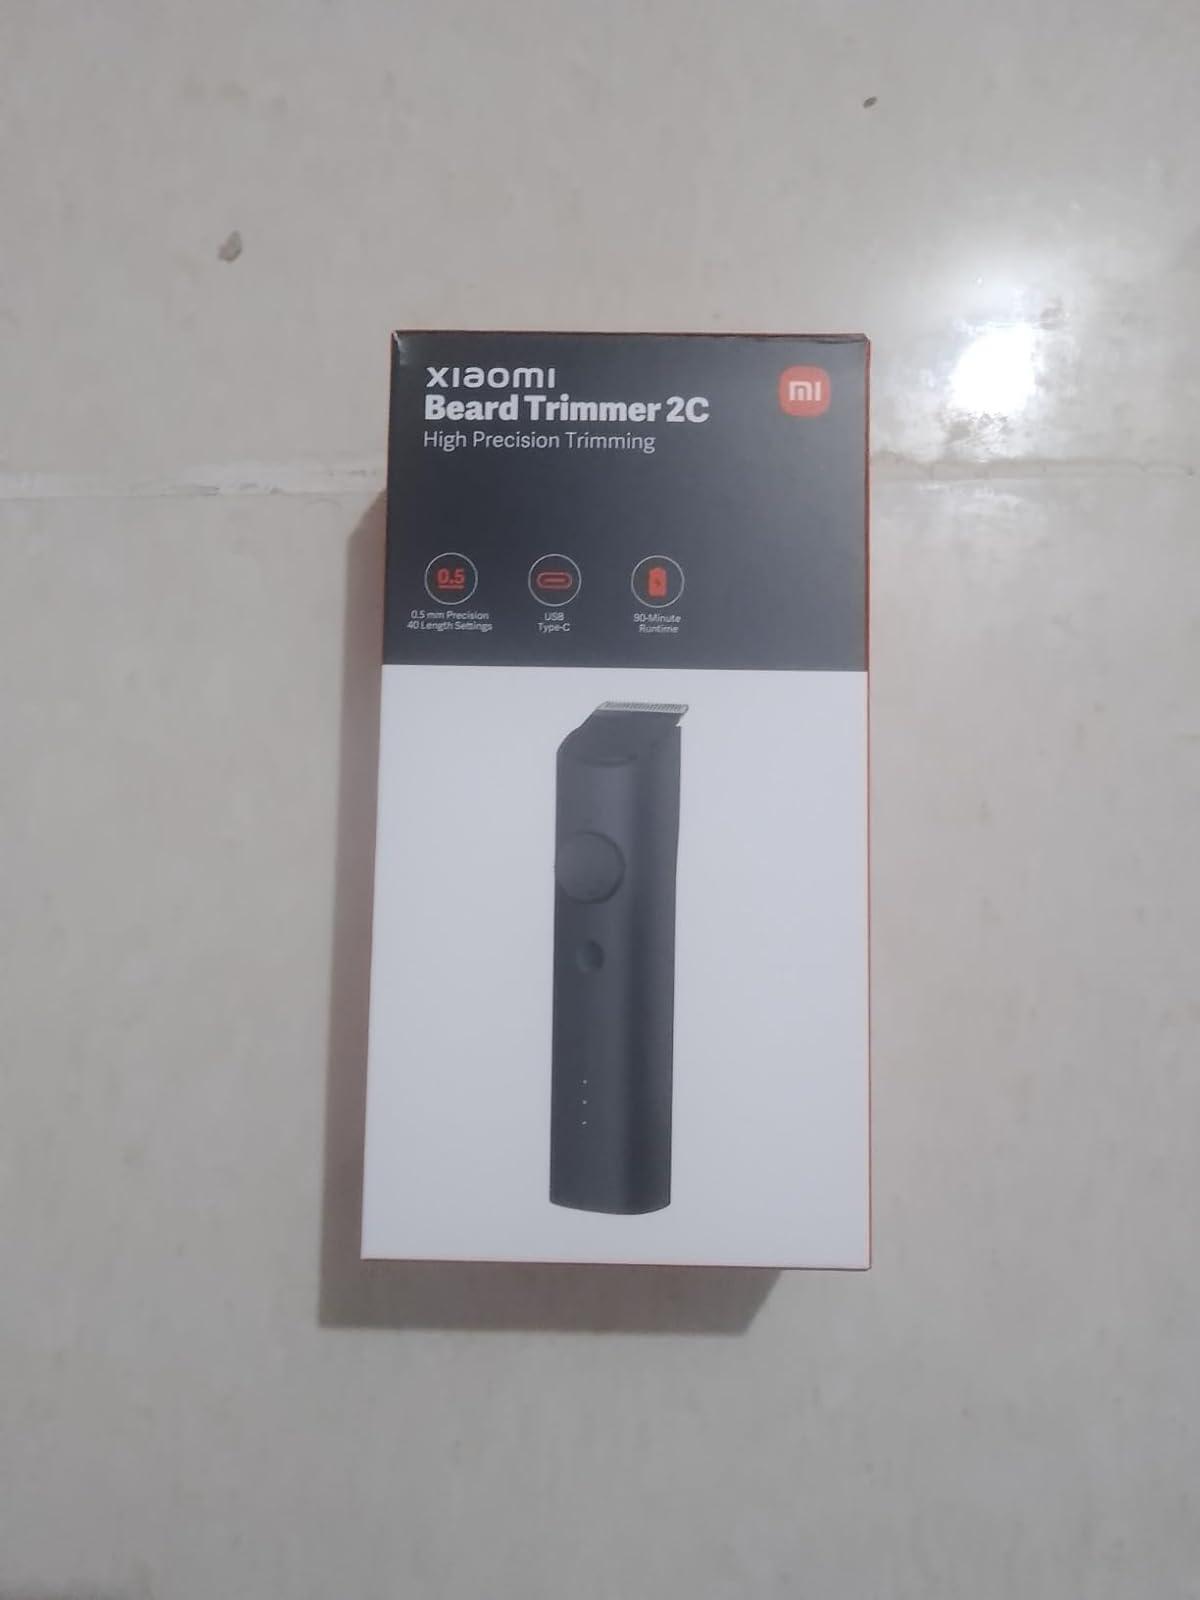 xiaomi
mi
Beard Trimmer 2C
High Precision Trimming
0.5
0.5 mm Precision
40 Length Settings
USB
Type-C
90-Minute
Runtime